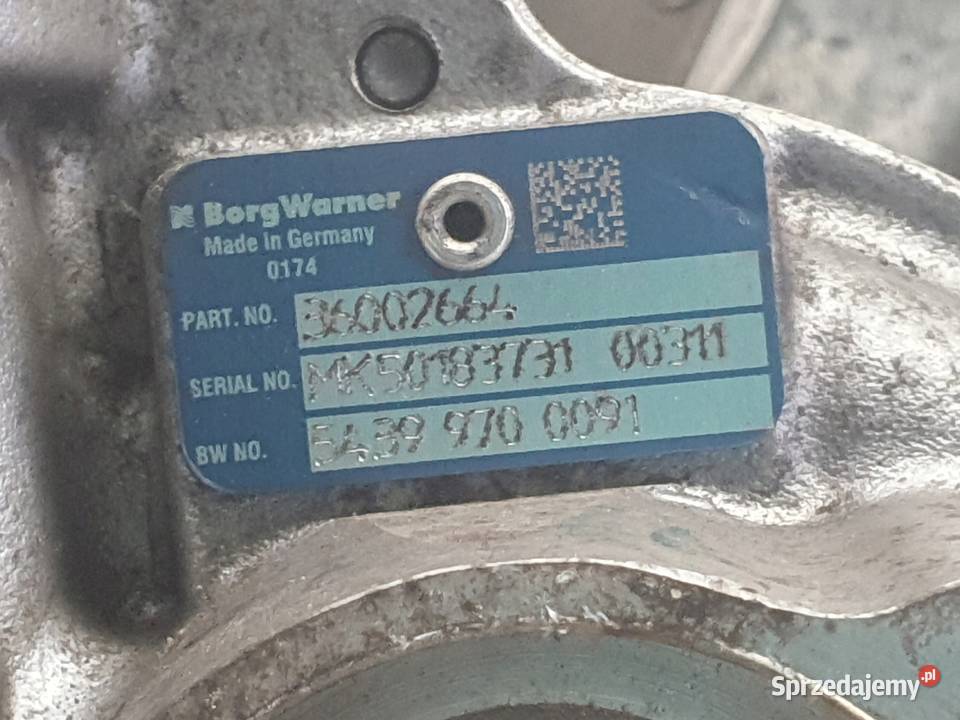 BorgWarner
Made in Germany
0174
PART. NO. 36002664
SERIAL NO. MK50183731 00311
BW NO. 5439 970 0091
Sprzedajemy.pl